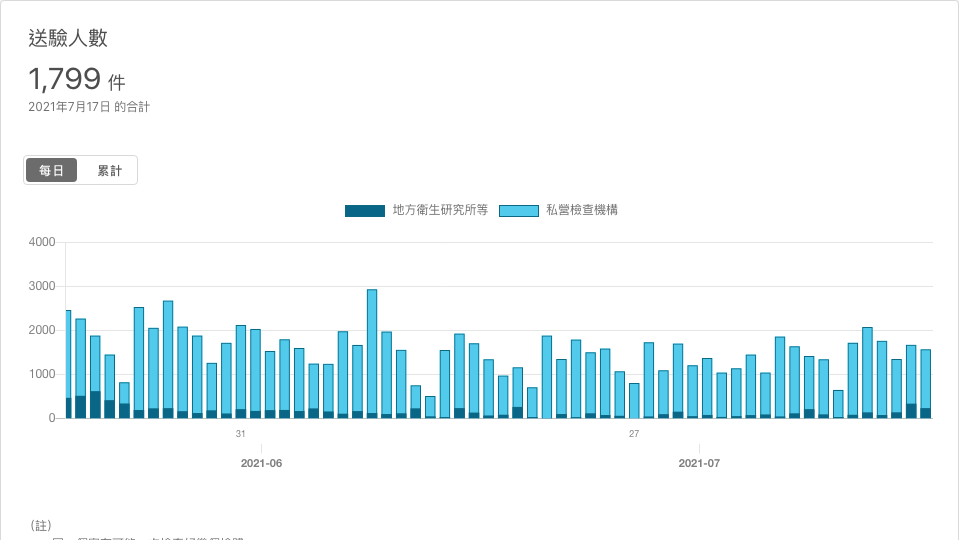 送驗人數
1,799 件
2021年7月17日 的合計
每日 累計
地方衛生研究所等 私營檢查機構
4000
3000
2000
1000
0
31 27
2021-06 2021-07
（註）